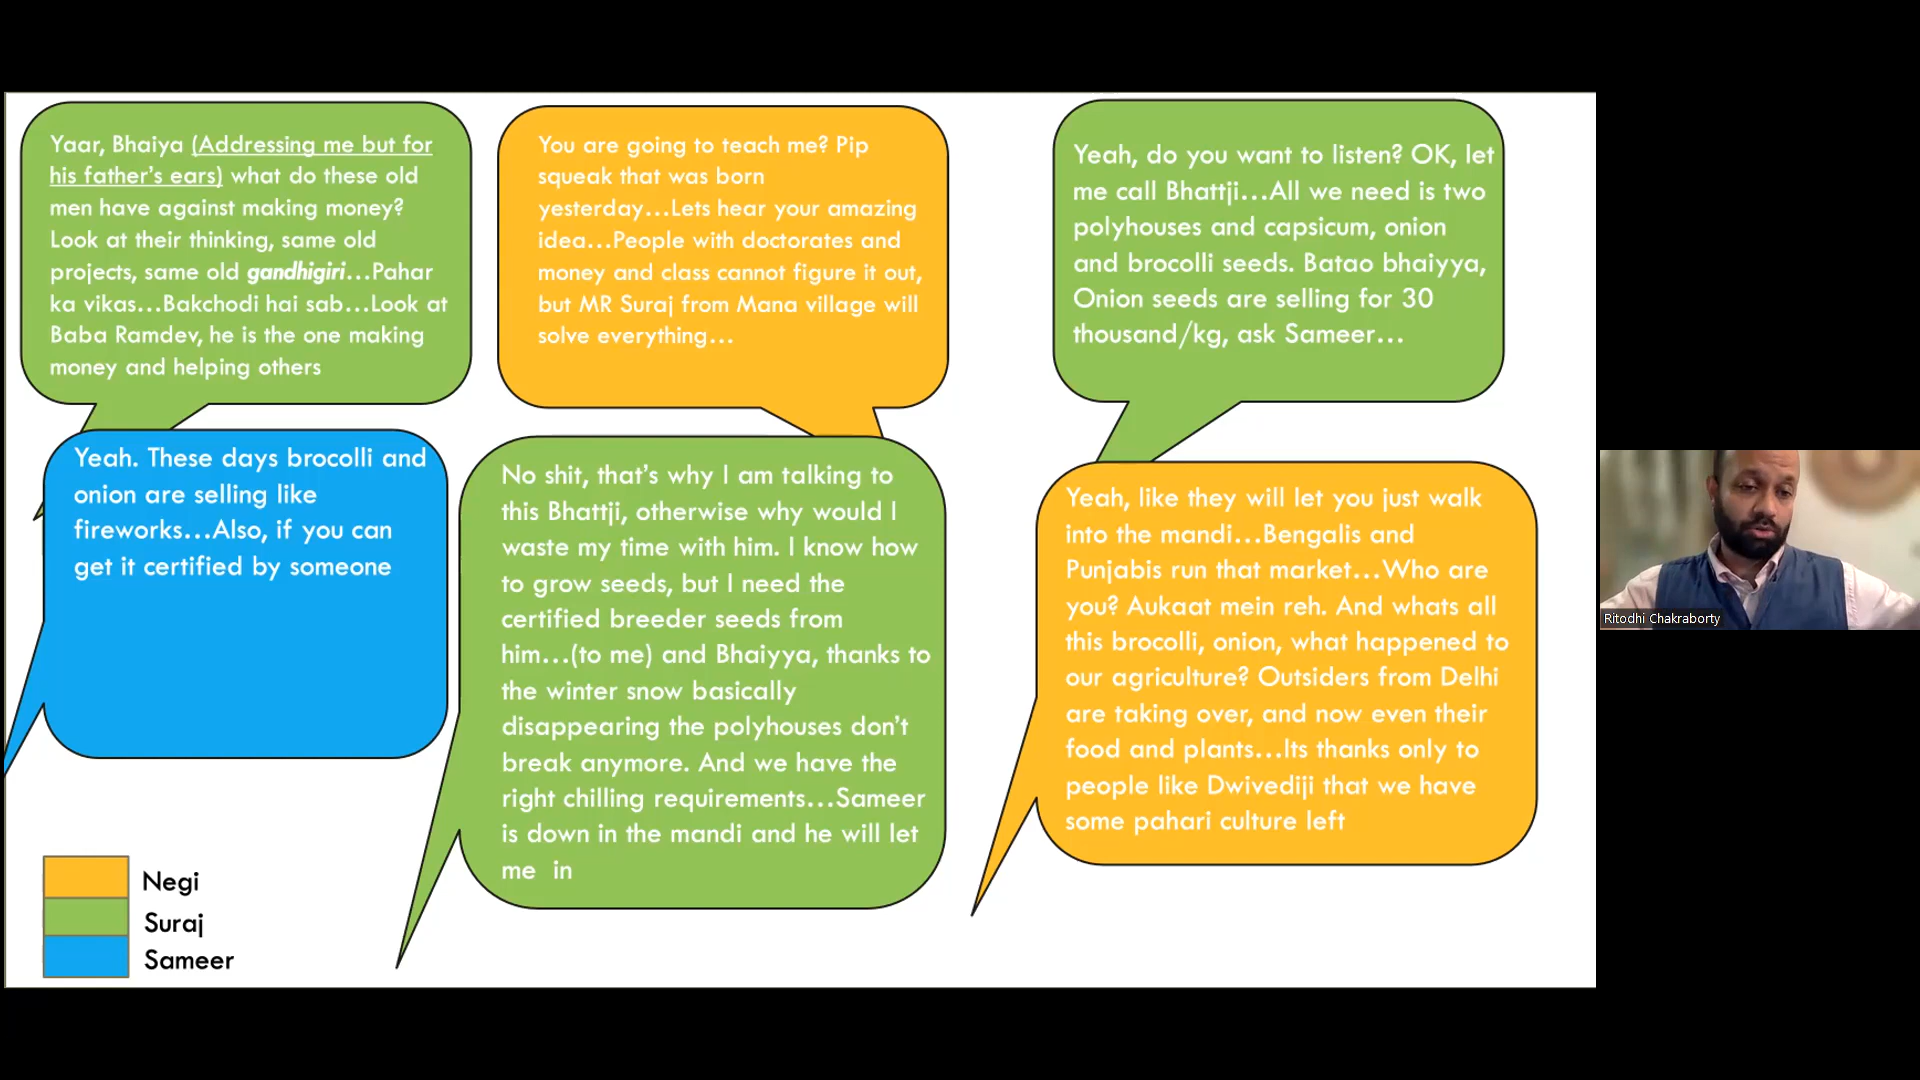 Yaar, Bhaiya (Addressing me but for
his father's ears) what do these old
men have against making money?
Look at their thinking, same old
projects, same old gandhigiri...Pahar
ka vikas...Bakchodi hai sab...Look at
Baba Ramdev, he is the one making
money and helping others
You are going to teach me? Pip
squeak that was born
yesterday...Lets hear your amazing
idea...People with doctorates and
money and class cannot figure it out,
but MR Suraj from Mana village will
solve everything...
Yeah, do you want to listen? OK, let
me call Bhattji...All we need is two
polyhouses and capsicum, onion
and brocolli seeds. Batao bhaiyya,
Onion seeds are selling for 30
thousand/kg, ask Sameer...
Yeah. These days brocolli and
onion are selling like
fireworks...Also, if you can
get it certified by someone
No shit, that's why I am talking to
this Bhattji, otherwise why would I
waste my time with him. I know how
to grow seeds, but I need the
certified breeder seeds from
him...(to me) and Bhaiyya, thanks to
the winter snow basically
disappearing the polyhouses don't
break anymore. And we have the
right chilling requirements...Sameer
is down in the mandi and he will let
me in
Yeah, like they will let you just walk
into the mandi...Bengalis and
Punjabis run that market...Who are
you? Aukaat mein reh. And whats all
this brocolli, onion, what happened to
our agriculture? Outsiders from Delhi
are taking over, and now even their
food and plants...Its thanks only to
people like Dwivediji that we have
some pahari culture left
Negi
Suraj
Sameer
Ritodhi Chakraborty